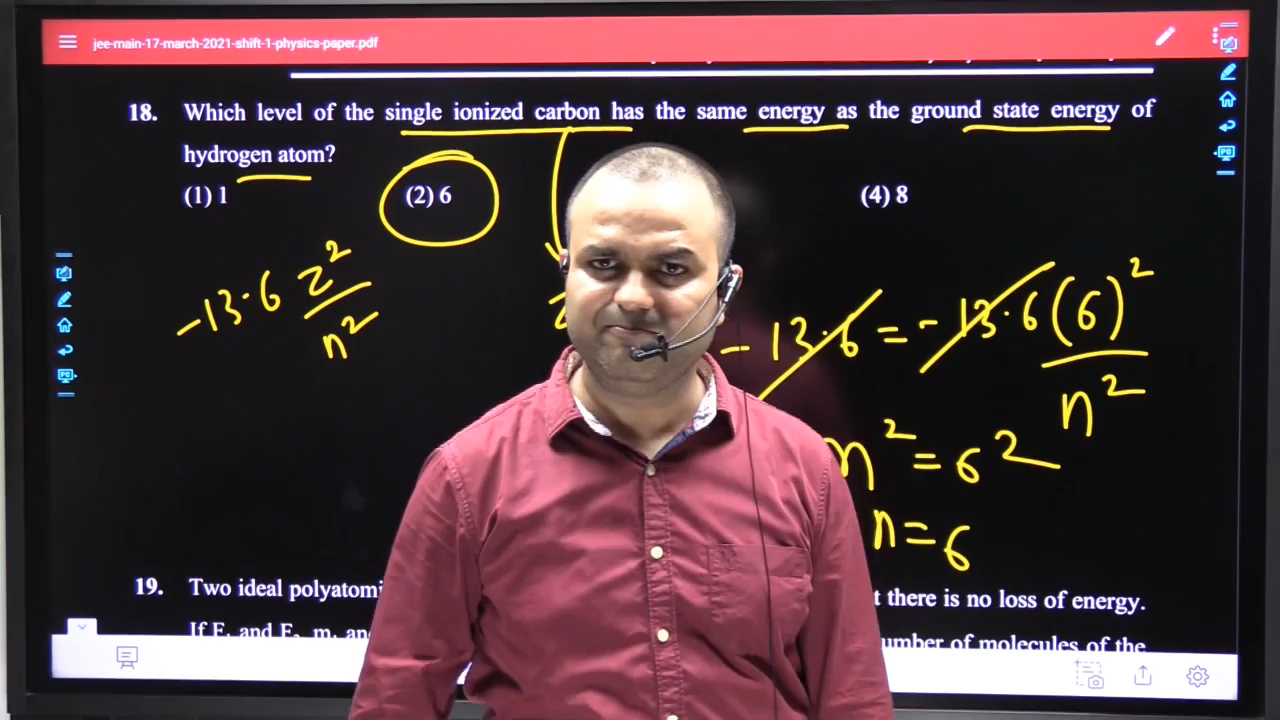 jee-main-17-march-2021-shift-1-physics-paper.pdf
18. Which level of the single ionized carbon has the same energy as the ground state energy of
hydrogen atom?
(1) 1 (2) 6 (4) 8
-13.6 z²/n²
-13.6 = -13.6 (6)²/n²
n² = 6²
n = 6
19. Two ideal there is no loss of energy.
If and of molecules of the